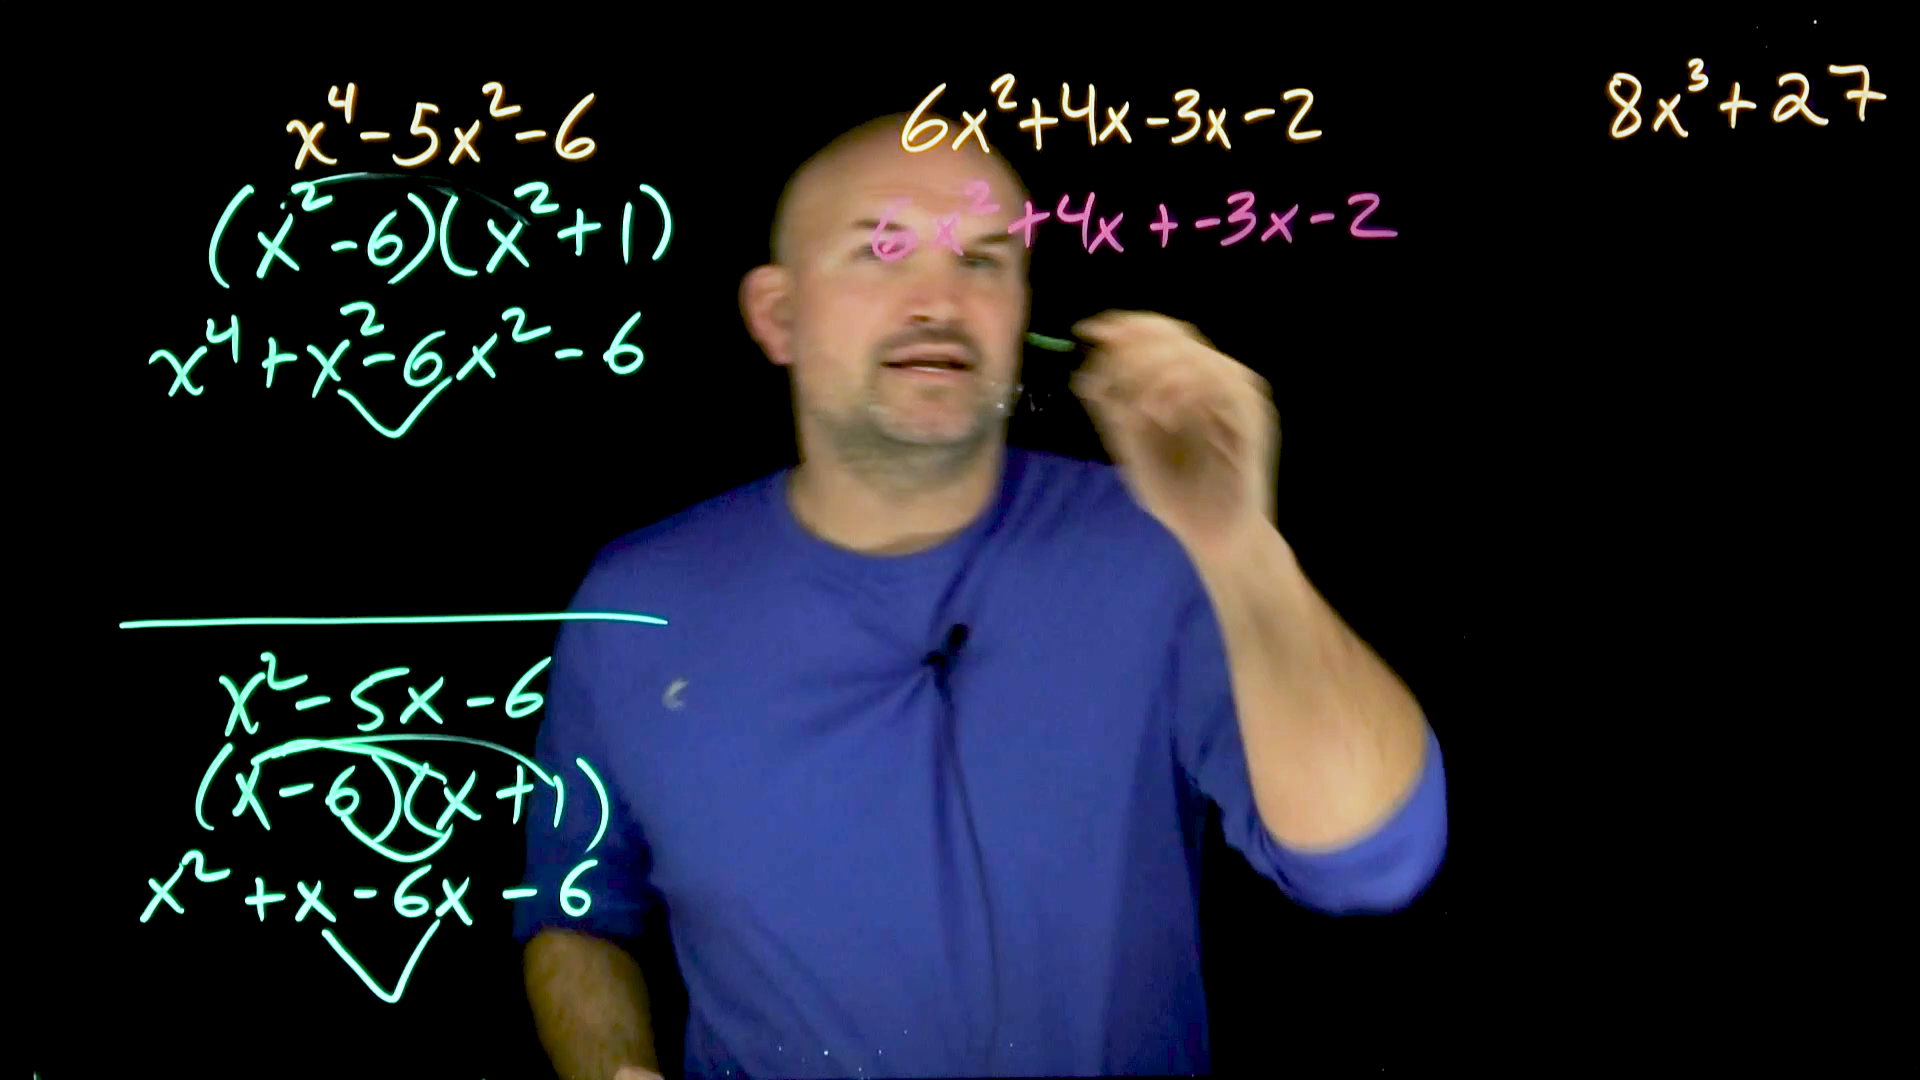 x⁴-5x²-6
(x²-6)(x²+1)
x⁴+x²-6x²-6
x²-5x-6
(x-6)(x+1)
x²+x-6x-6
6x²+4x-3x-2
6x²+4x+-3x-2
8x³+27